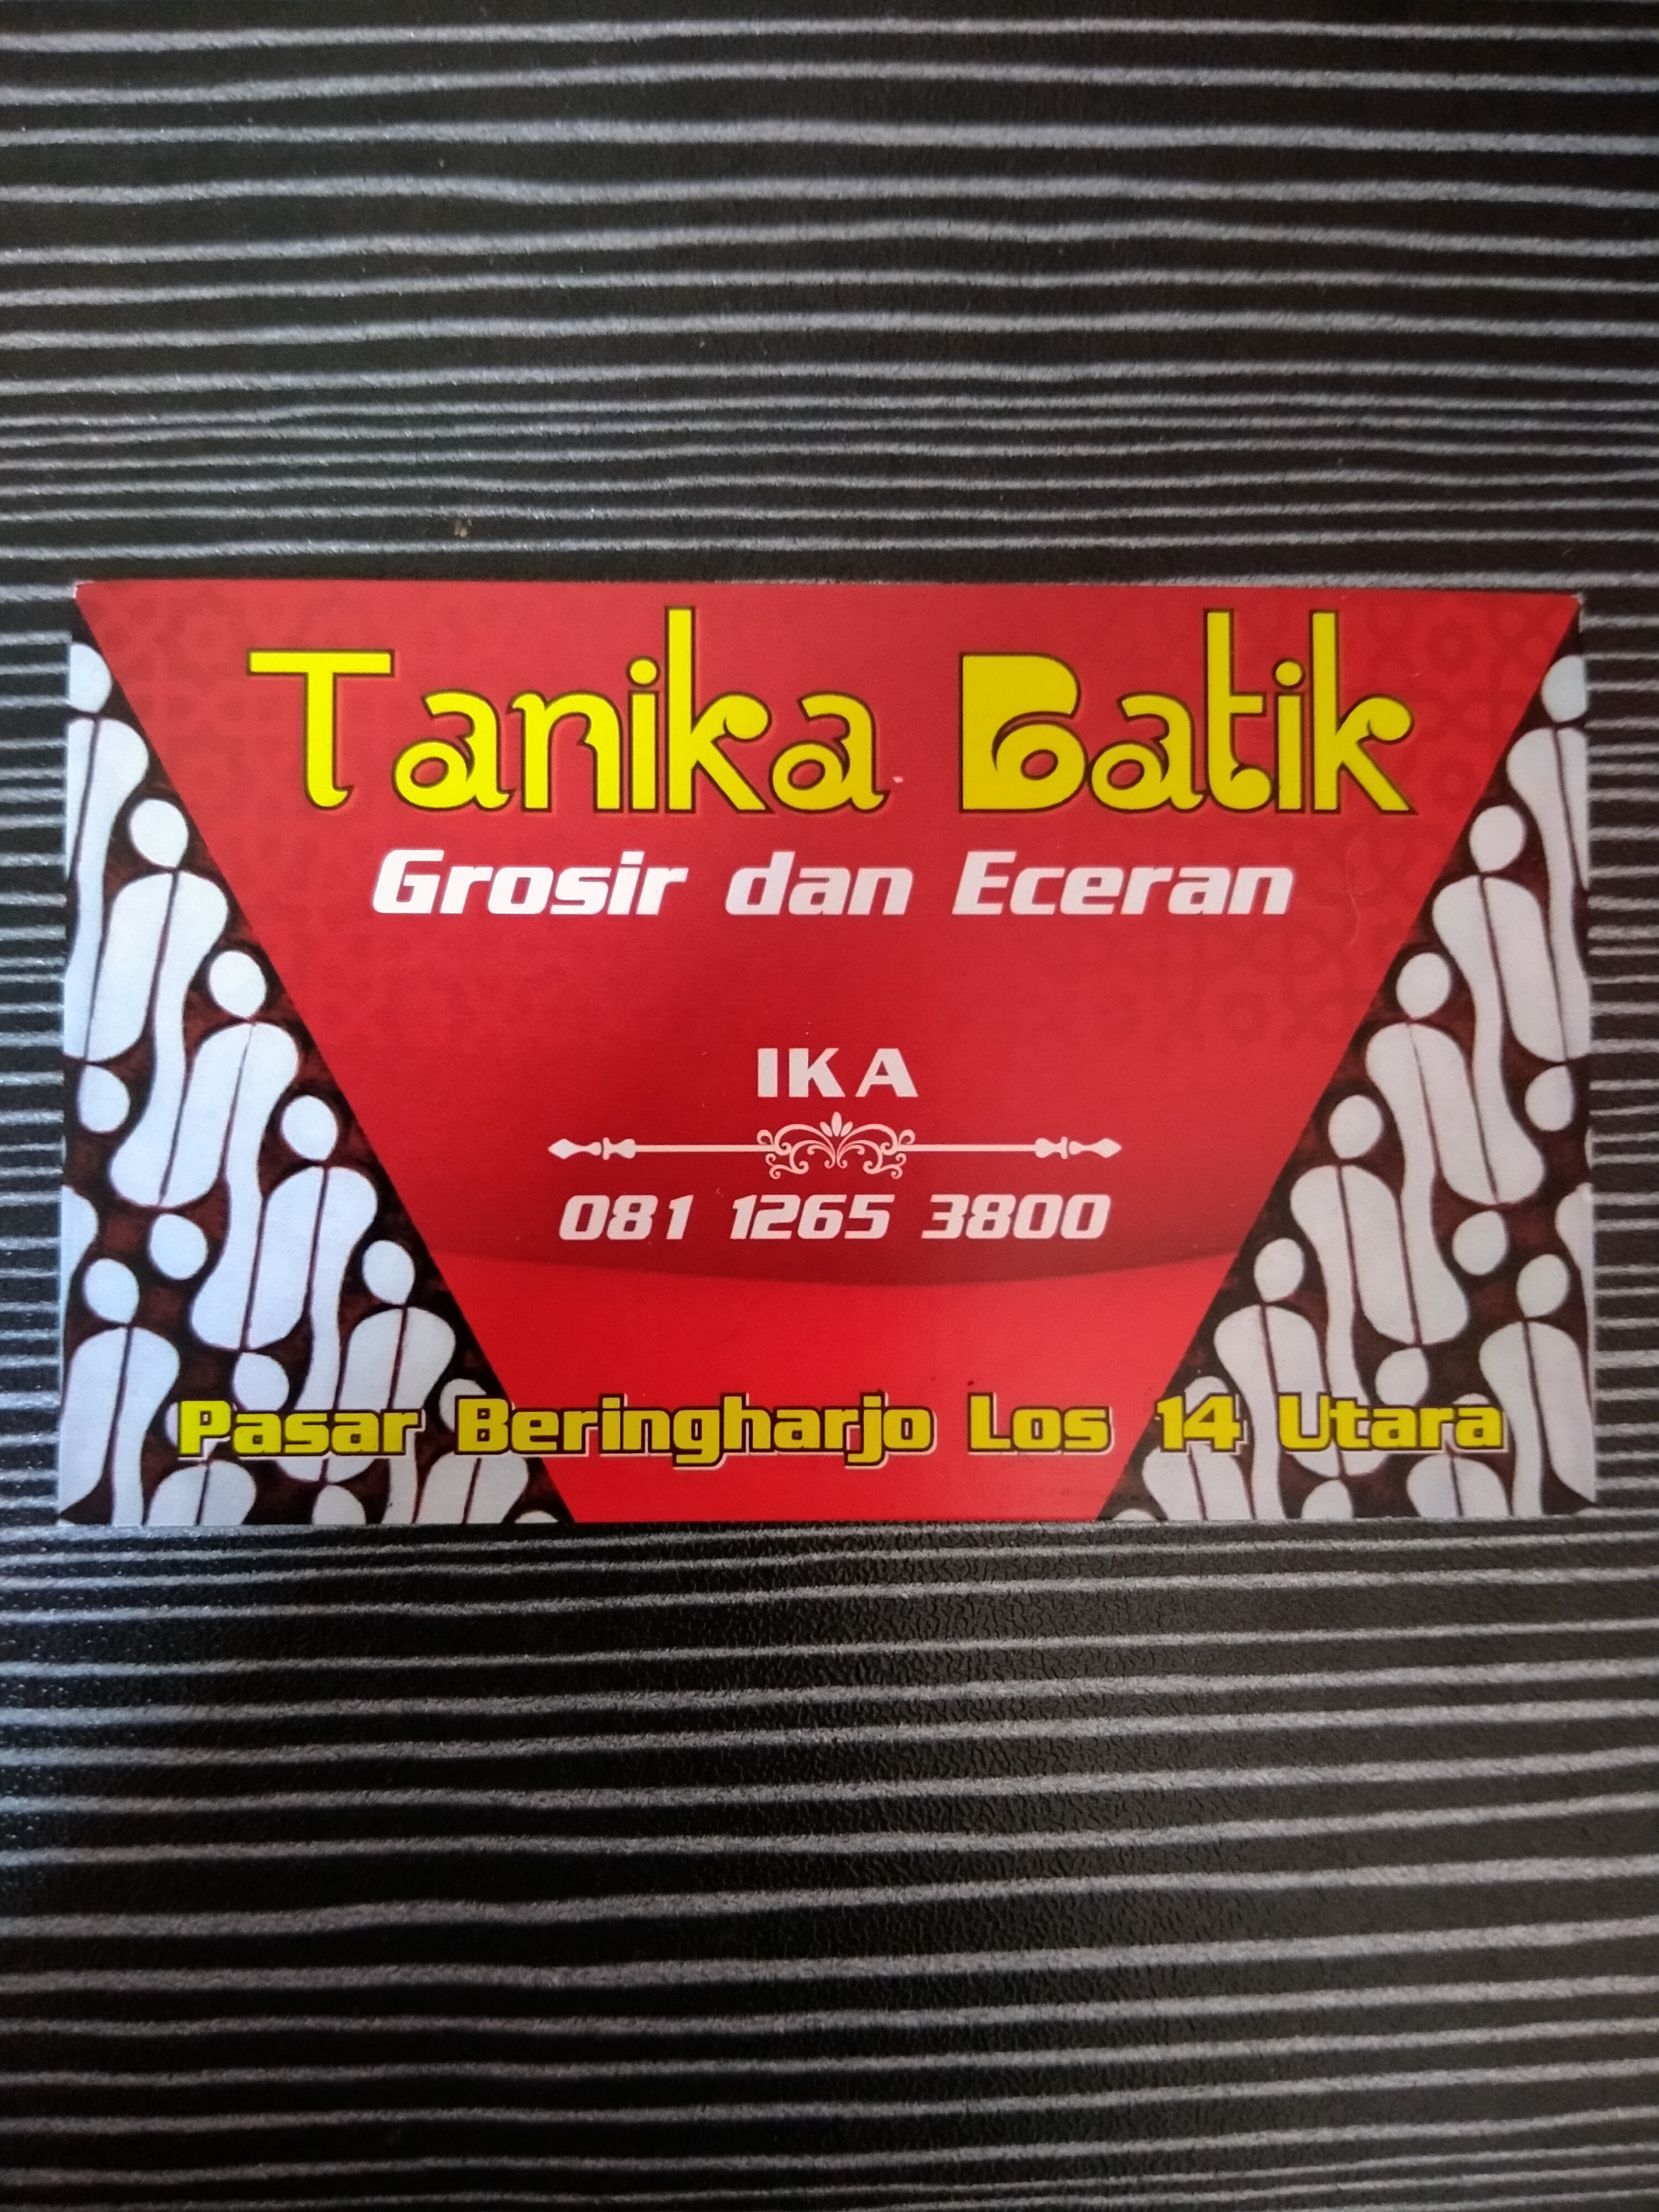 Tanika Batik
Grosir dan Eceran
IKA
081 1265 3800
Pasar Beringharjo Los 14 Utara